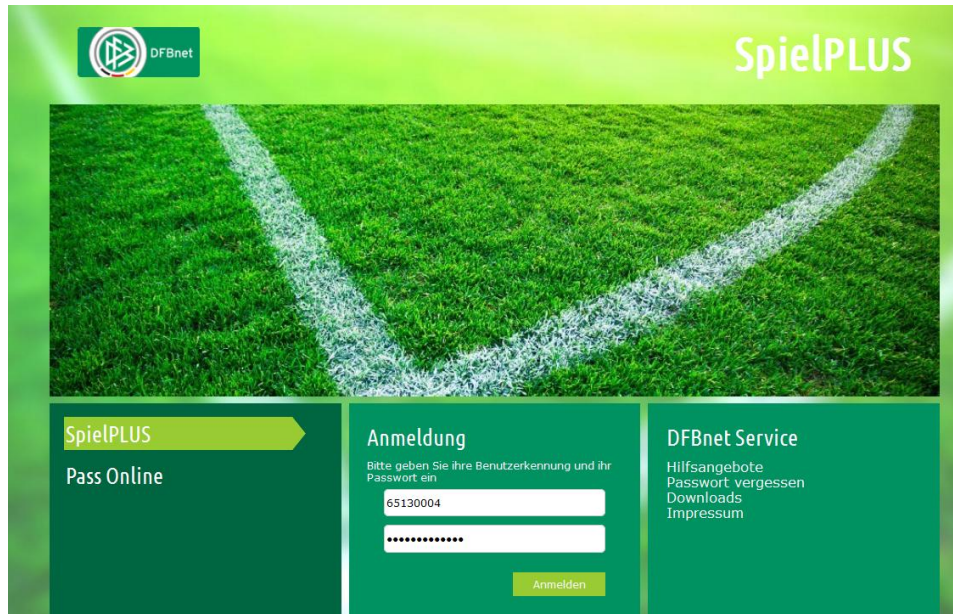 DFBnet
SpielPLUS
SpielPLUS
Pass Online
Anmeldung
Bitte geben Sie ihre Benutzerkennung und ihr
Passwort ein
65130004
•••••••••••••
Anmelden
DFBnet Service
Hilfsangebote
Passwort vergessen
Downloads
Impressum